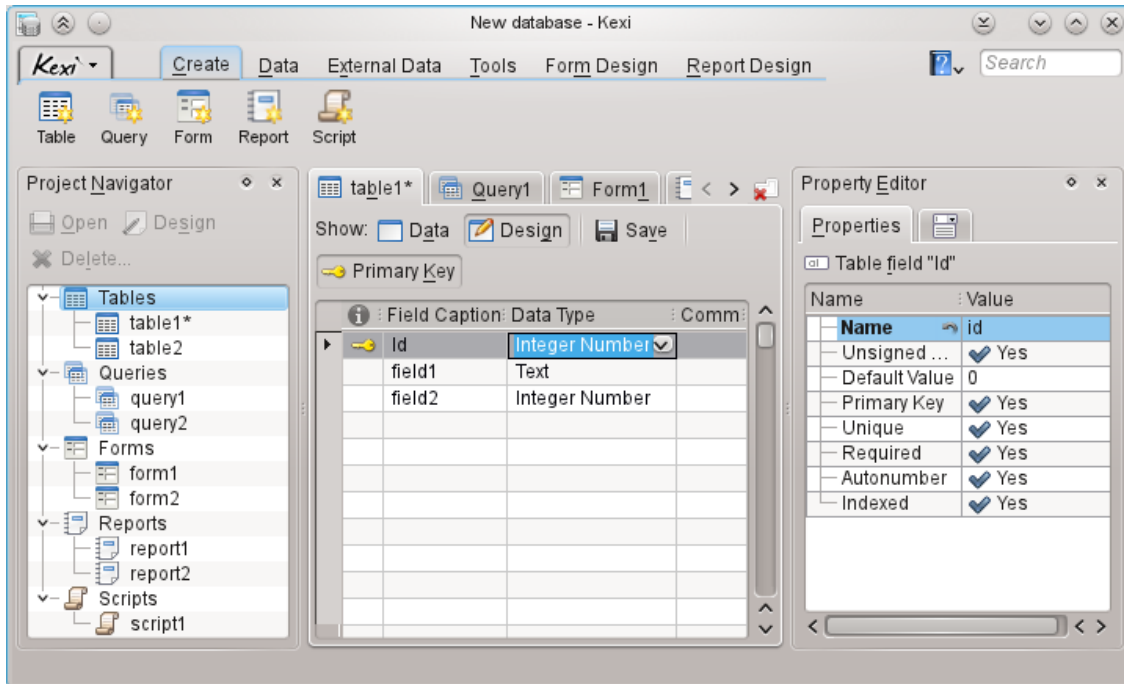 New database - Kexi
Kexi Create Data External Data Tools Form Design Report Design Search
Table Query Form Report Script
Project Navigator
Open Design
Delete...
Tables
table1*
table2
Queries
query1
query2
Forms
form1
form2
Reports
report1
report2
Scripts
script1
table1* Query1 Form1
Show: Data Design Save
Primary Key
Field Caption Data Type Comm
Id Integer Number
field1 Text
field2 Integer Number
Property Editor
Properties
Table field "Id"
Name Value
Name id
Unsigned ... Yes
Default Value 0
Primary Key Yes
Unique Yes
Required Yes
Autonumber Yes
Indexed Yes